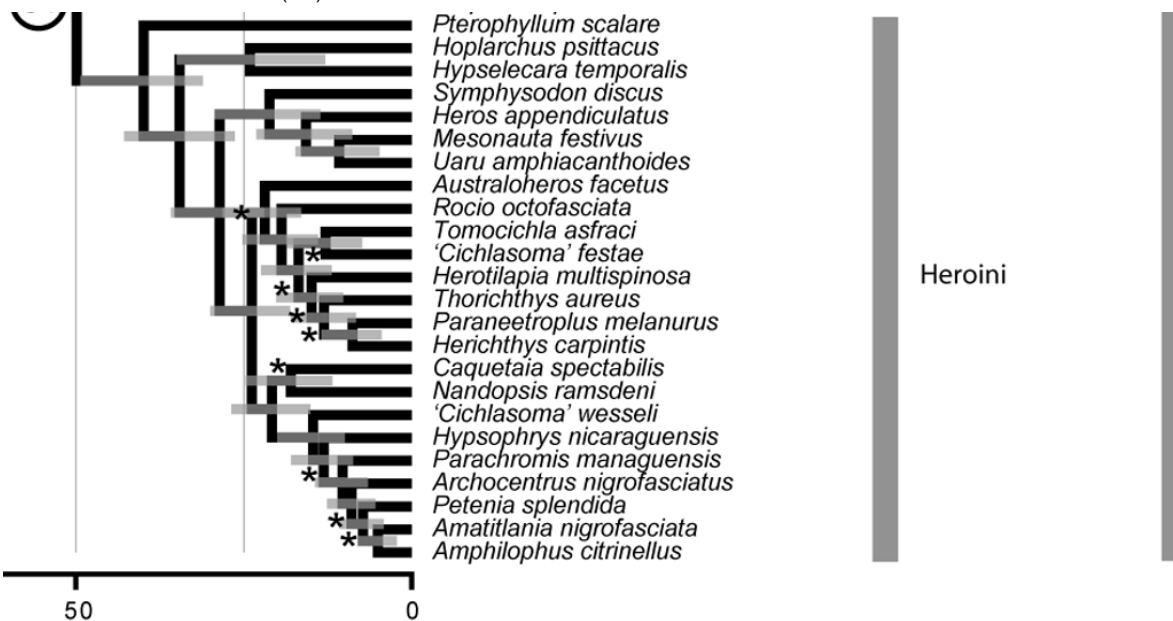 Pterophyllum scalare
Hoplarchus psittacus
Hypselecara temporalis
Symphysodon discus
Heros appendiculatus
Mesonauta festivus
Uaru amphiacanthoides
Australoheros facetus
Rocio octofasciata
Tomocichla asfraci
‘Cichlasoma’ festae
Herotilapia multispinosa
Thorichthys aureus
Paraneetroplus melanurus
Herichthys carpintis
Caquetaia spectabilis
Nandopsis ramsdeni
‘Cichlasoma’ wesseli
Hypsophrys nicaraguensis
Parachromis managuensis
Archocentrus nigrofasciatus
Petenia splendida
Amatitlania nigrofasciata
Amphilophus citrinellus
Heroini
50 0